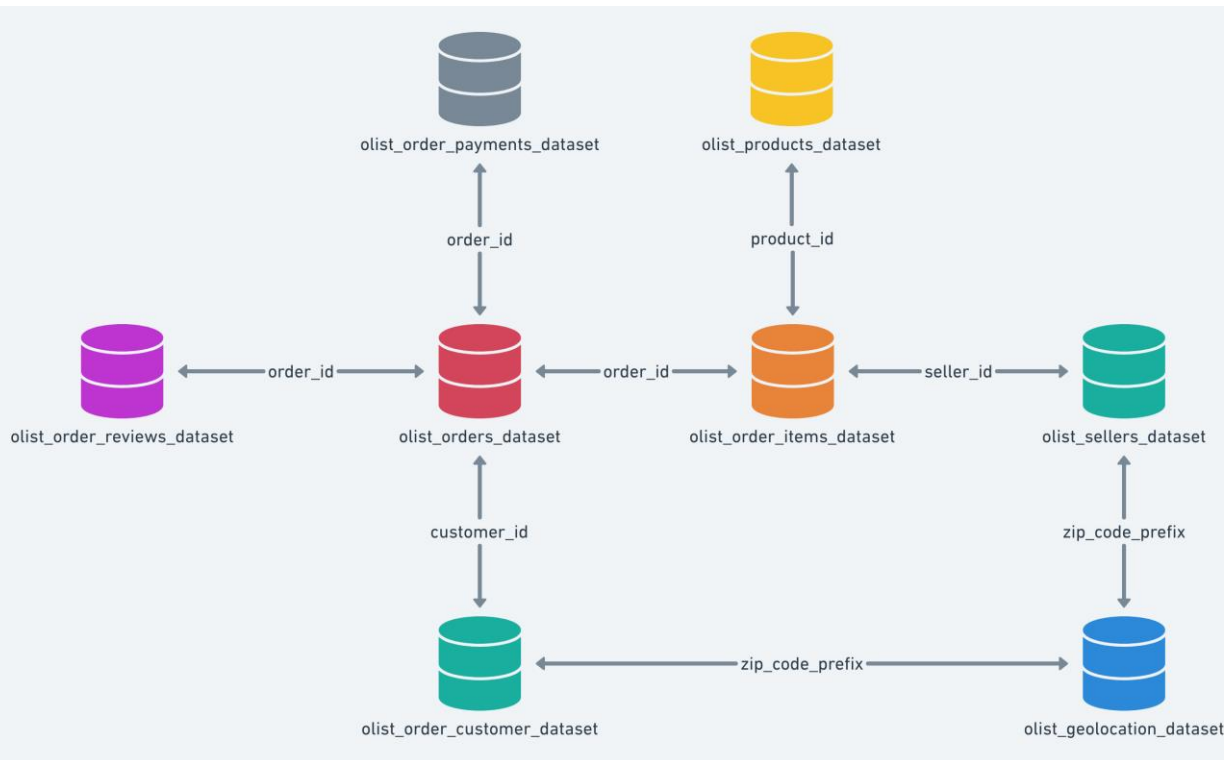 olist_order_payments_dataset
olist_products_dataset
order_id
product_id
order_id
order_id
seller_id
olist_order_reviews_dataset
olist_orders_dataset
olist_order_items_dataset
olist_sellers_dataset
customer_id
zip_code_prefix
zip_code_prefix
olist_order_customer_dataset
olist_geolocation_dataset